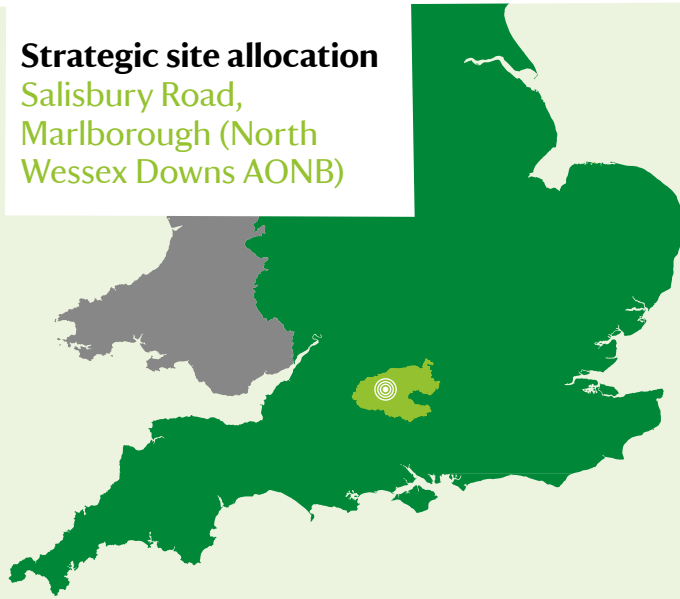 Strategic site allocation
Salisbury Road,
Marlborough (North
Wessex Downs AONB)